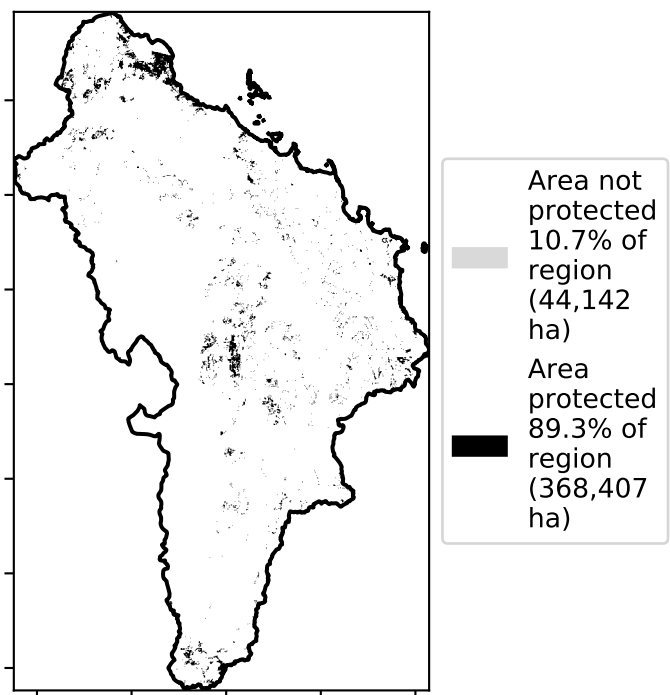 Area not
protected
10.7% of
region
(44,142
ha)
Area
protected
89.3% of
region
(368,407
ha)